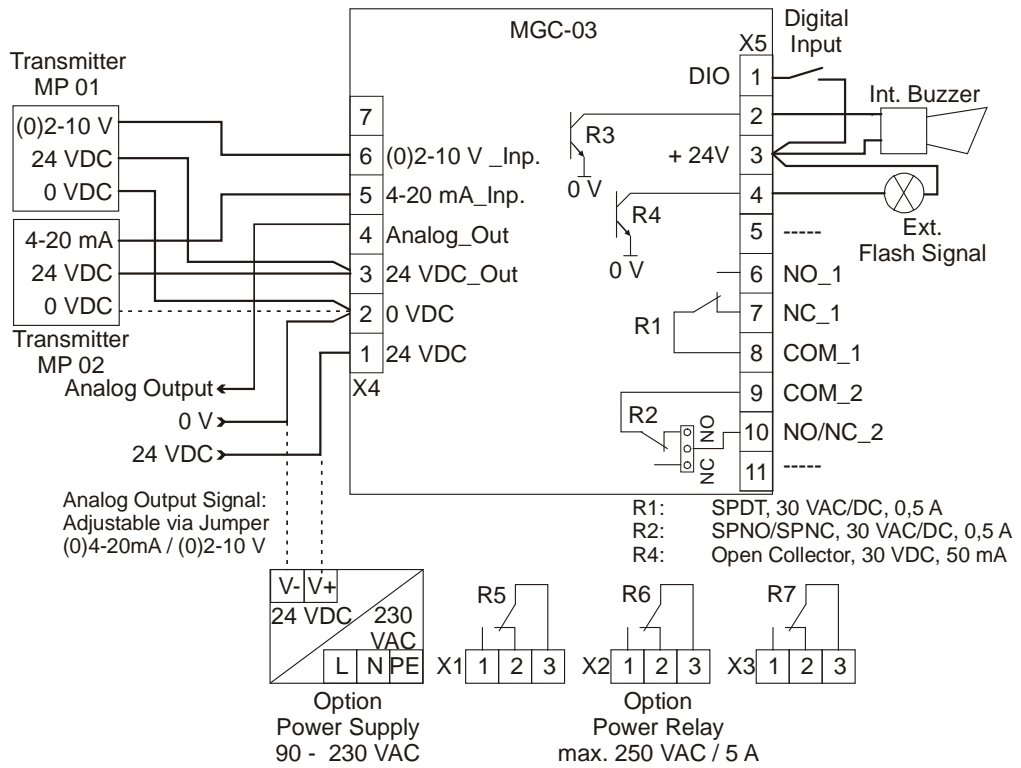 MGC-03
Digital
Input
X5
Transmitter
MP 01
(0)2-10 V
24 VDC
0 VDC
4-20 mA
24 VDC
0 VDC
Transmitter
MP 02
Analog Output
0 V
24 VDC
7
6 (0)2-10 V _Inp.
5 4-20 mA_Inp.
4 Analog_Out
3 24 VDC_Out
2 0 VDC
1 24 VDC
X4
DIO 1
2
+ 24V 3
4
5 -----
6 NO_1
7 NC_1
8 COM_1
9 COM_2
10 NO/NC_2
11 -----
R3
0 V
R4
0 V
R1
R2
NO
NC
Int. Buzzer
Ext.
Flash Signal
Analog Output Signal:
Adjustable via Jumper
(0)4-20mA / (0)2-10 V
R1: SPDT, 30 VAC/DC, 0,5 A
R2: SPNO/SPNC, 30 VAC/DC, 0,5 A
R4: Open Collector, 30 VDC, 50 mA
V- V+
24 VDC
230
VAC
L N PE
Option
Power Supply
90 - 230 VAC
R5
X1 1 2 3
R6
X2 1 2 3
R7
X3 1 2 3
Option
Power Relay
max. 250 VAC / 5 A